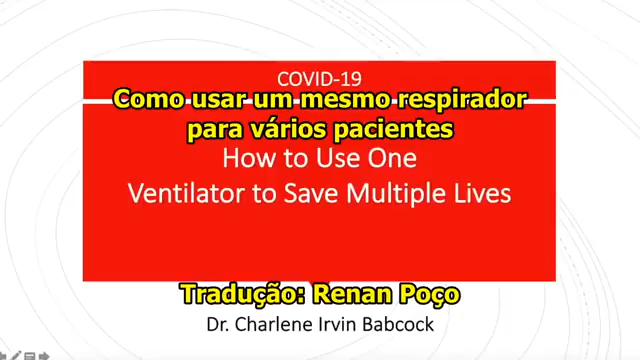 COVID-19
Como usar um mesmo respirador
para vários pacientes
How to Use One
Ventilator to Save Multiple Lives
Tradução: Renan Poço
Dr. Charlene Irvin Babcock